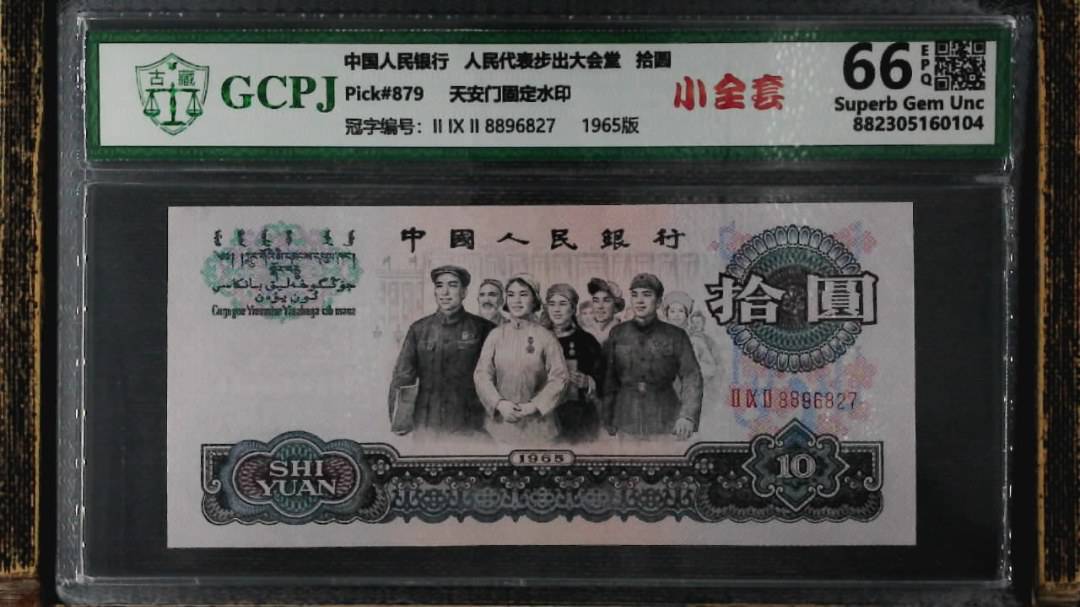 古藏
GCPJ
中国人民银行 人民代表步出大会堂 拾圆
Pick#879 天安门固定水印
冠字编号: II IX II 8896827 1965版
小全套
66 EPQ
Superb Gem Unc
882305160104
中國人民銀行
拾圓
II IX II 8896827
1965
SHI
YUAN
10